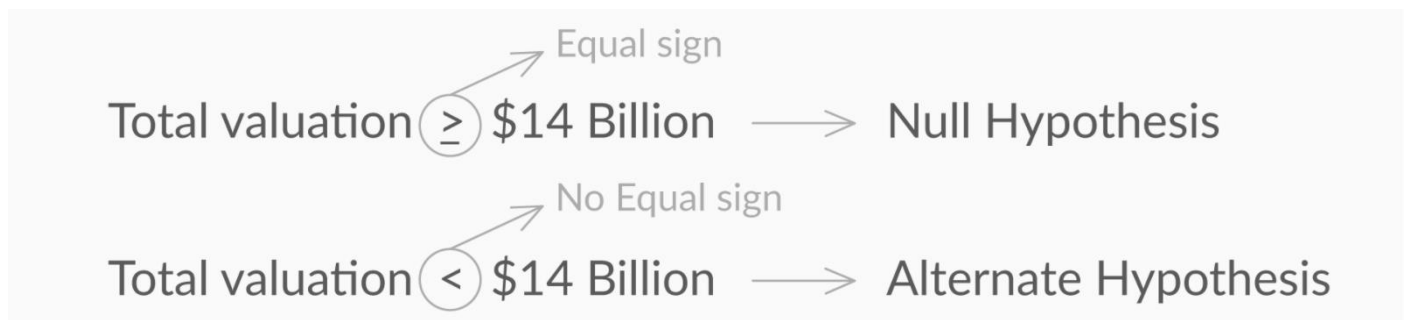 Equal sign
Total valuation ≥ $14 Billion Null Hypothesis
No Equal sign
Total valuation < $14 Billion Alternate Hypothesis